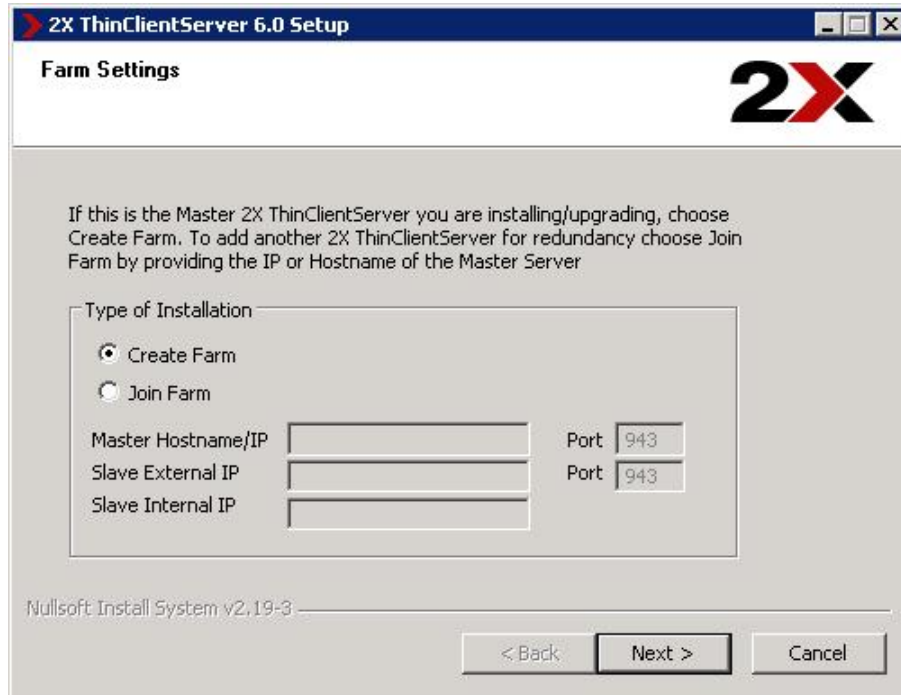 2X ThinClientServer 6.0 Setup
Farm Settings
2X
If this is the Master 2X ThinClientServer you are installing/upgrading, choose
Create Farm. To add another 2X ThinClientServer for redundancy choose Join
Farm by providing the IP or Hostname of the Master Server
Type of Installation
Create Farm
Join Farm
Master Hostname/IP Port 943
Slave External IP Port 943
Slave Internal IP
Nullsoft Install System v2.19-3
< Back Next > Cancel